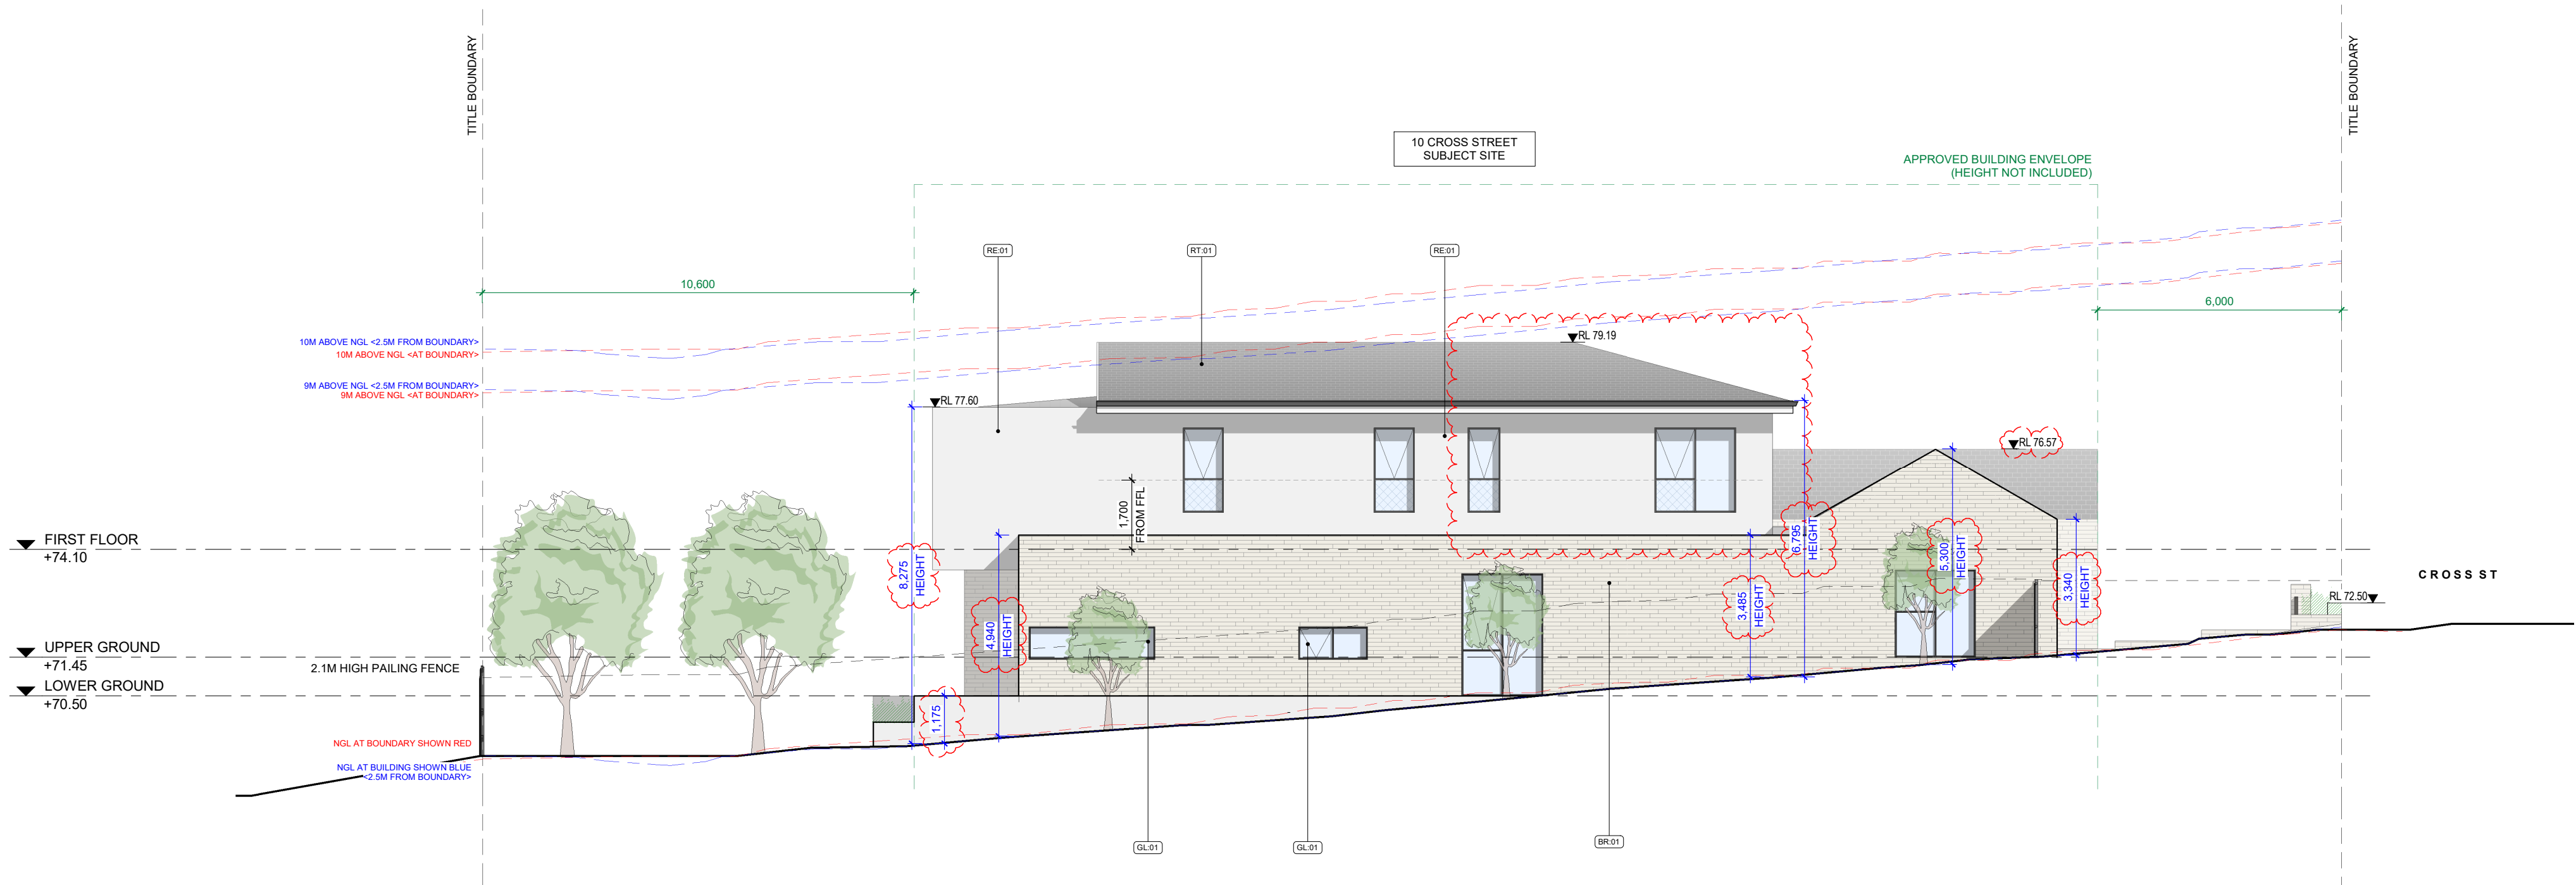 TITLE BOUNDARY
TITLE BOUNDARY
10 CROSS STREET
SUBJECT SITE
APPROVED BUILDING ENVELOPE
(HEIGHT NOT INCLUDED)
RE:01
RT:01
RE:01
10,600
6,000
10M ABOVE NGL <2.5M FROM BOUNDARY>
10M ABOVE NGL <AT BOUNDARY>
RL 79.19
9M ABOVE NGL <2.5M FROM BOUNDARY>
9M ABOVE NGL <AT BOUNDARY>
RL 77.60
RL 76.57
1,700
FROM FFL
FIRST FLOOR
+74.10
8,275
HEIGHT
6,795
HEIGHT
5,300
HEIGHT
3,340
HEIGHT
3,485
HEIGHT
4,940
HEIGHT
CROSS ST
RL 72.50
UPPER GROUND
+71.45
2.1M HIGH PAILING FENCE
LOWER GROUND
+70.50
1,175
NGL AT BOUNDARY SHOWN RED
NGL AT BUILDING SHOWN BLUE
<2.5M FROM BOUNDARY>
GL:01
GL:01
BR:01